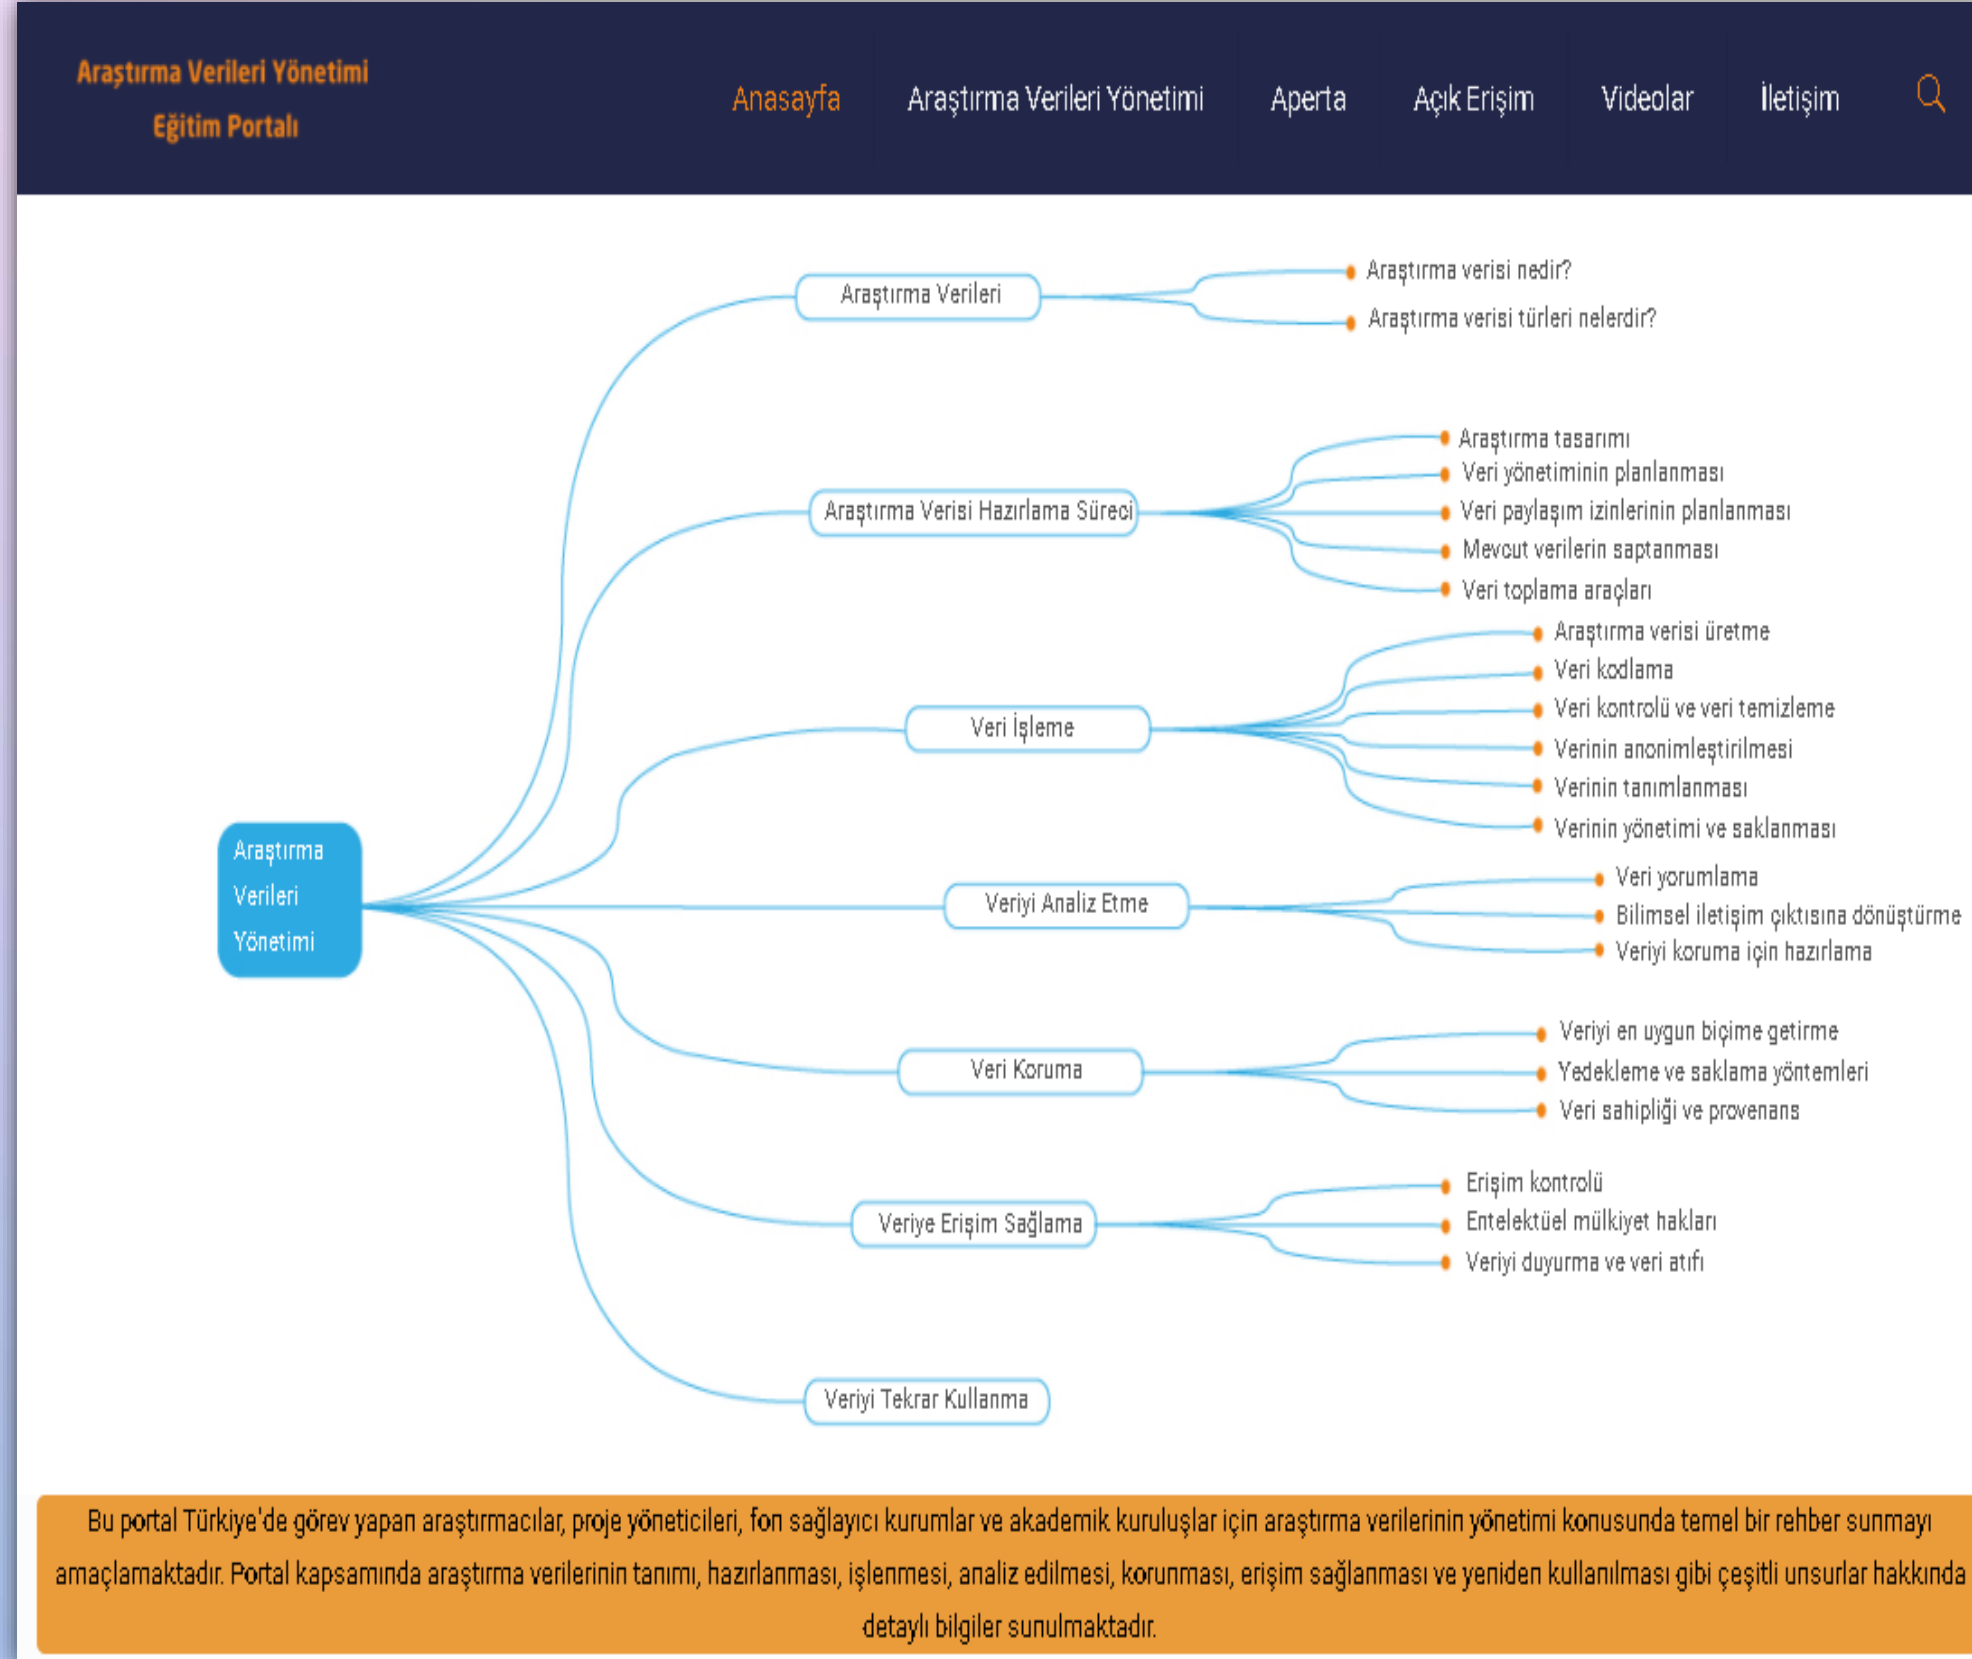 Araştırma Verileri Yönetimi
Eğitim Portalı
Anasayfa
Araştırma Verileri Yönetimi
Aperta
Açık Erişim
Videolar
İletişim
Araştırma Verileri
Araştırma verisi nedir?
Araştırma verisi türleri nelerdir?
Araştırma Verisi Hazırlama Süreci
Araştırma tasarımı
Veri yönetiminin planlanması
Veri paylaşım izinlerinin planlanması
Mevcut verilerin saptanması
Veri toplama araçları
Veri İşleme
Araştırma verisi üretme
Veri kodlama
Veri kontrolü ve veri temizleme
Verinin anonimleştirilmesi
Verinin tanımlanması
Verinin yönetimi ve saklanması
Araştırma
Verileri
Yönetimi
Veriyi Analiz Etme
Veri yorumlama
Bilimsel iletişim çıktısına dönüştürme
Veriyi koruma için hazırlama
Veri Koruma
Veriyi en uygun biçime getirme
Yedekleme ve saklama yöntemleri
Veri sahipliği ve provenans
Veriye Erişim Sağlama
Erişim kontrolü
Entelektüel mülkiyet hakları
Veriyi duyurma ve veri atıfı
Veriyi Tekrar Kullanma
Bu portal Türkiye'de görev yapan araştırmacılar, proje yöneticileri, fon sağlayıcı kurumlar ve akademik kuruluşlar için araştırma verilerinin yönetimi konusunda temel bir rehber sunmayı
amaçlamaktadır. Portal kapsamında araştırma verilerinin tanımı, hazırlanması, işlenmesi, analiz edilmesi, korunması, erişim sağlanması ve yeniden kullanılması gibi çeşitli unsurlar hakkında
detaylı bilgiler sunulmaktadır.